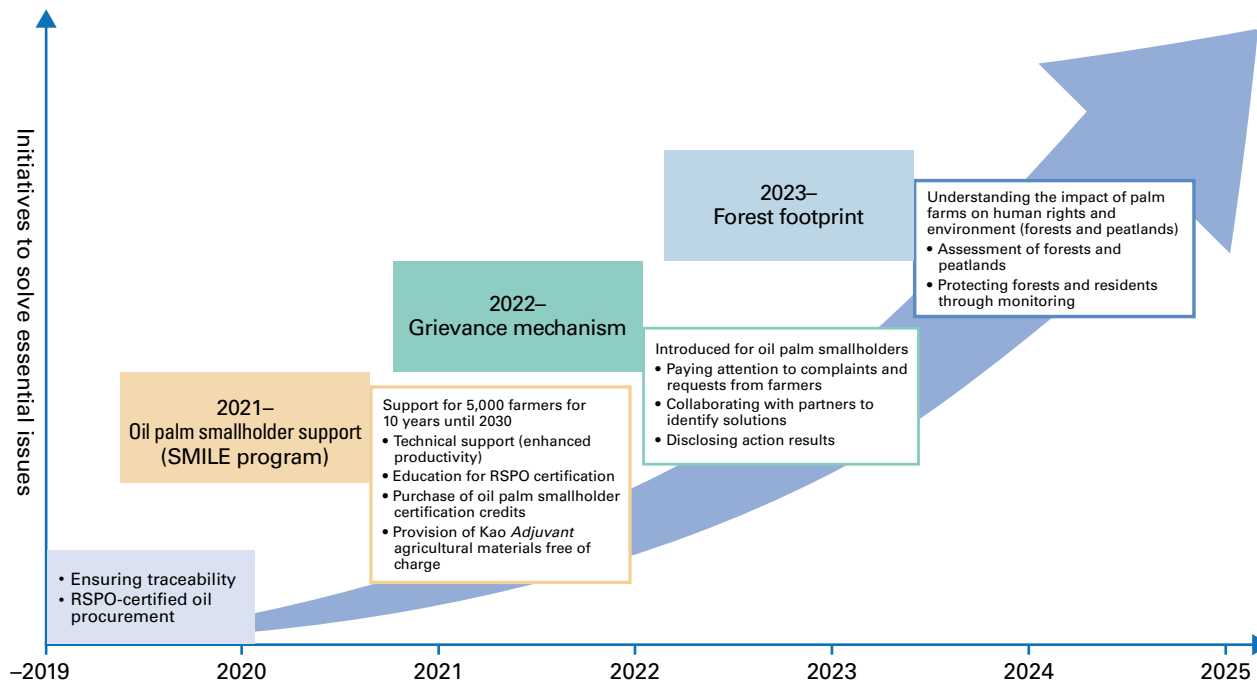 Initiatives to solve essential issues
2023–
Forest footprint
Understanding the impact of palm
farms on human rights and
environment (forests and peatlands)
• Assessment of forests and
peatlands
• Protecting forests and residents
through monitoring
2022–
Grievance mechanism
Introduced for oil palm smallholders
• Paying attention to complaints and
requests from farmers
• Collaborating with partners to
identify solutions
• Disclosing action results
2021–
Oil palm smallholder support
(SMILE program)
Support for 5,000 farmers for
10 years until 2030
• Technical support (enhanced
productivity)
• Education for RSPO certification
• Purchase of oil palm smallholder
certification credits
• Provision of Kao Adjuvant
agricultural materials free of
charge
• Ensuring traceability
• RSPO-certified oil
procurement
–2019
2020
2021
2022
2023
2024
2025